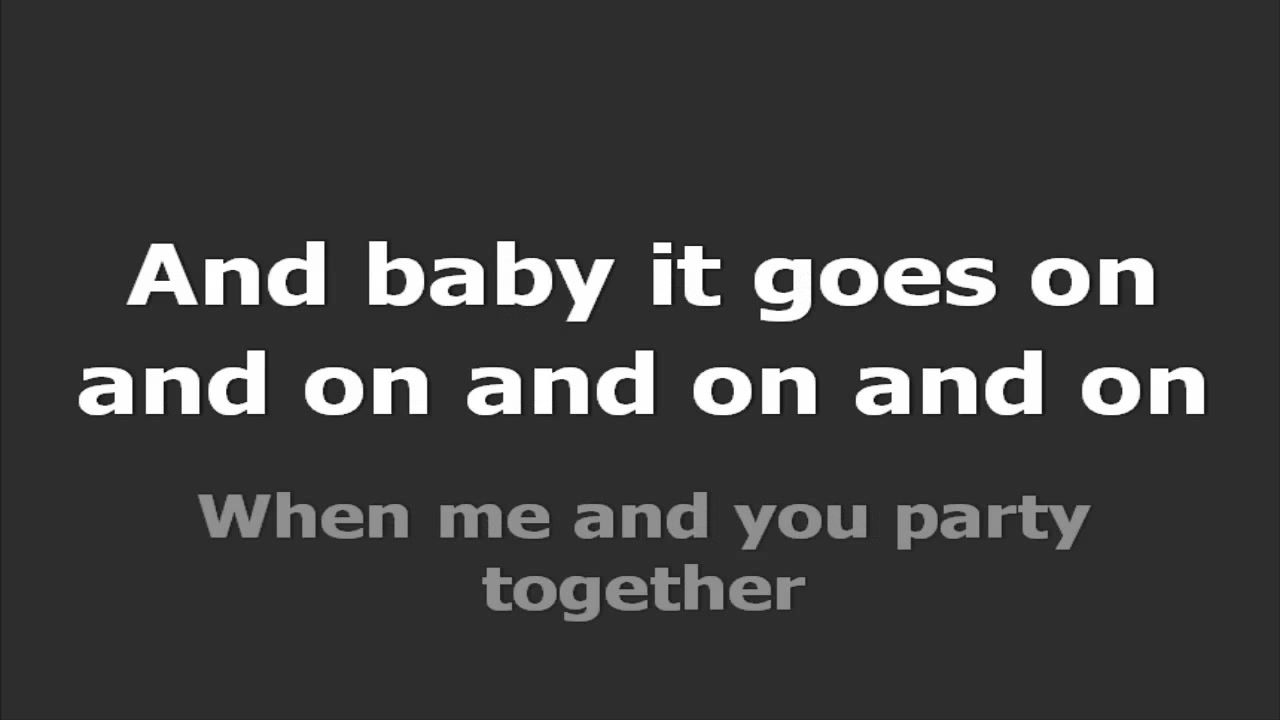 And baby it goes on
and on and on and on
When me and you party
together